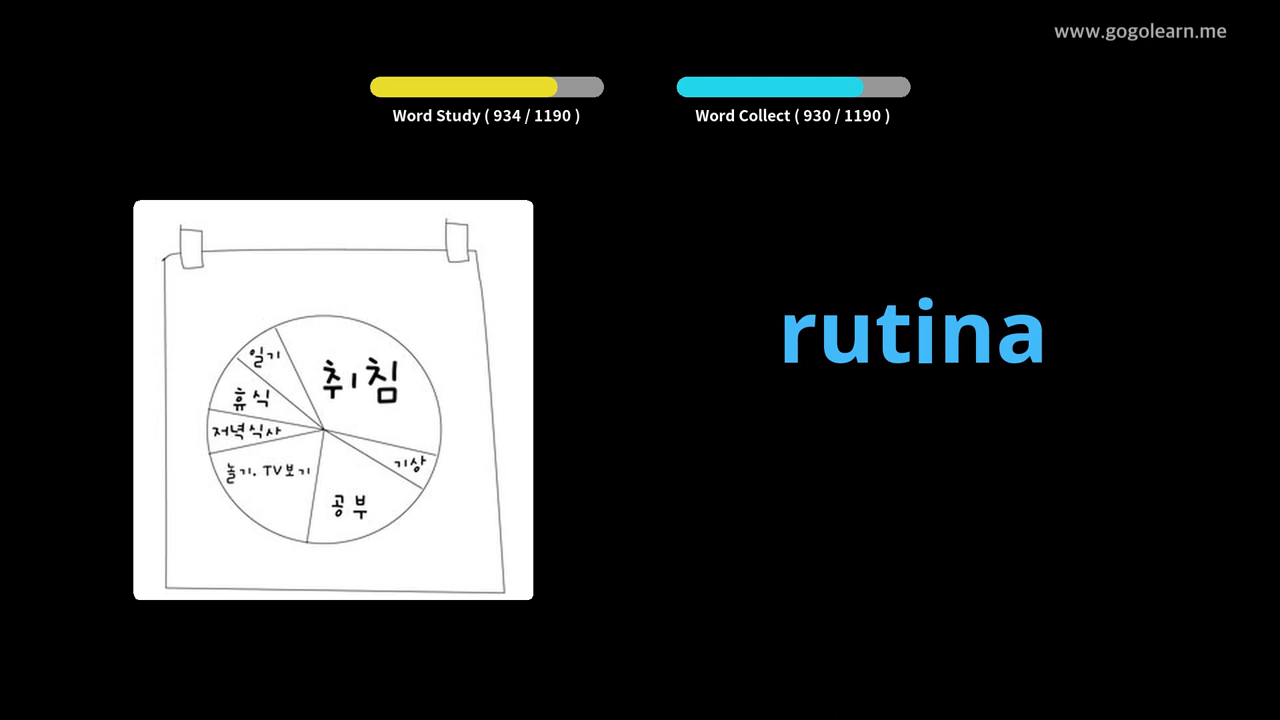 www.gogolearn.me
Word Study ( 934 / 1190 )
Word Collect ( 930 / 1190 )
일기
취침
휴식
저녁식사
기상
놀기. TV보기
공부
rutina